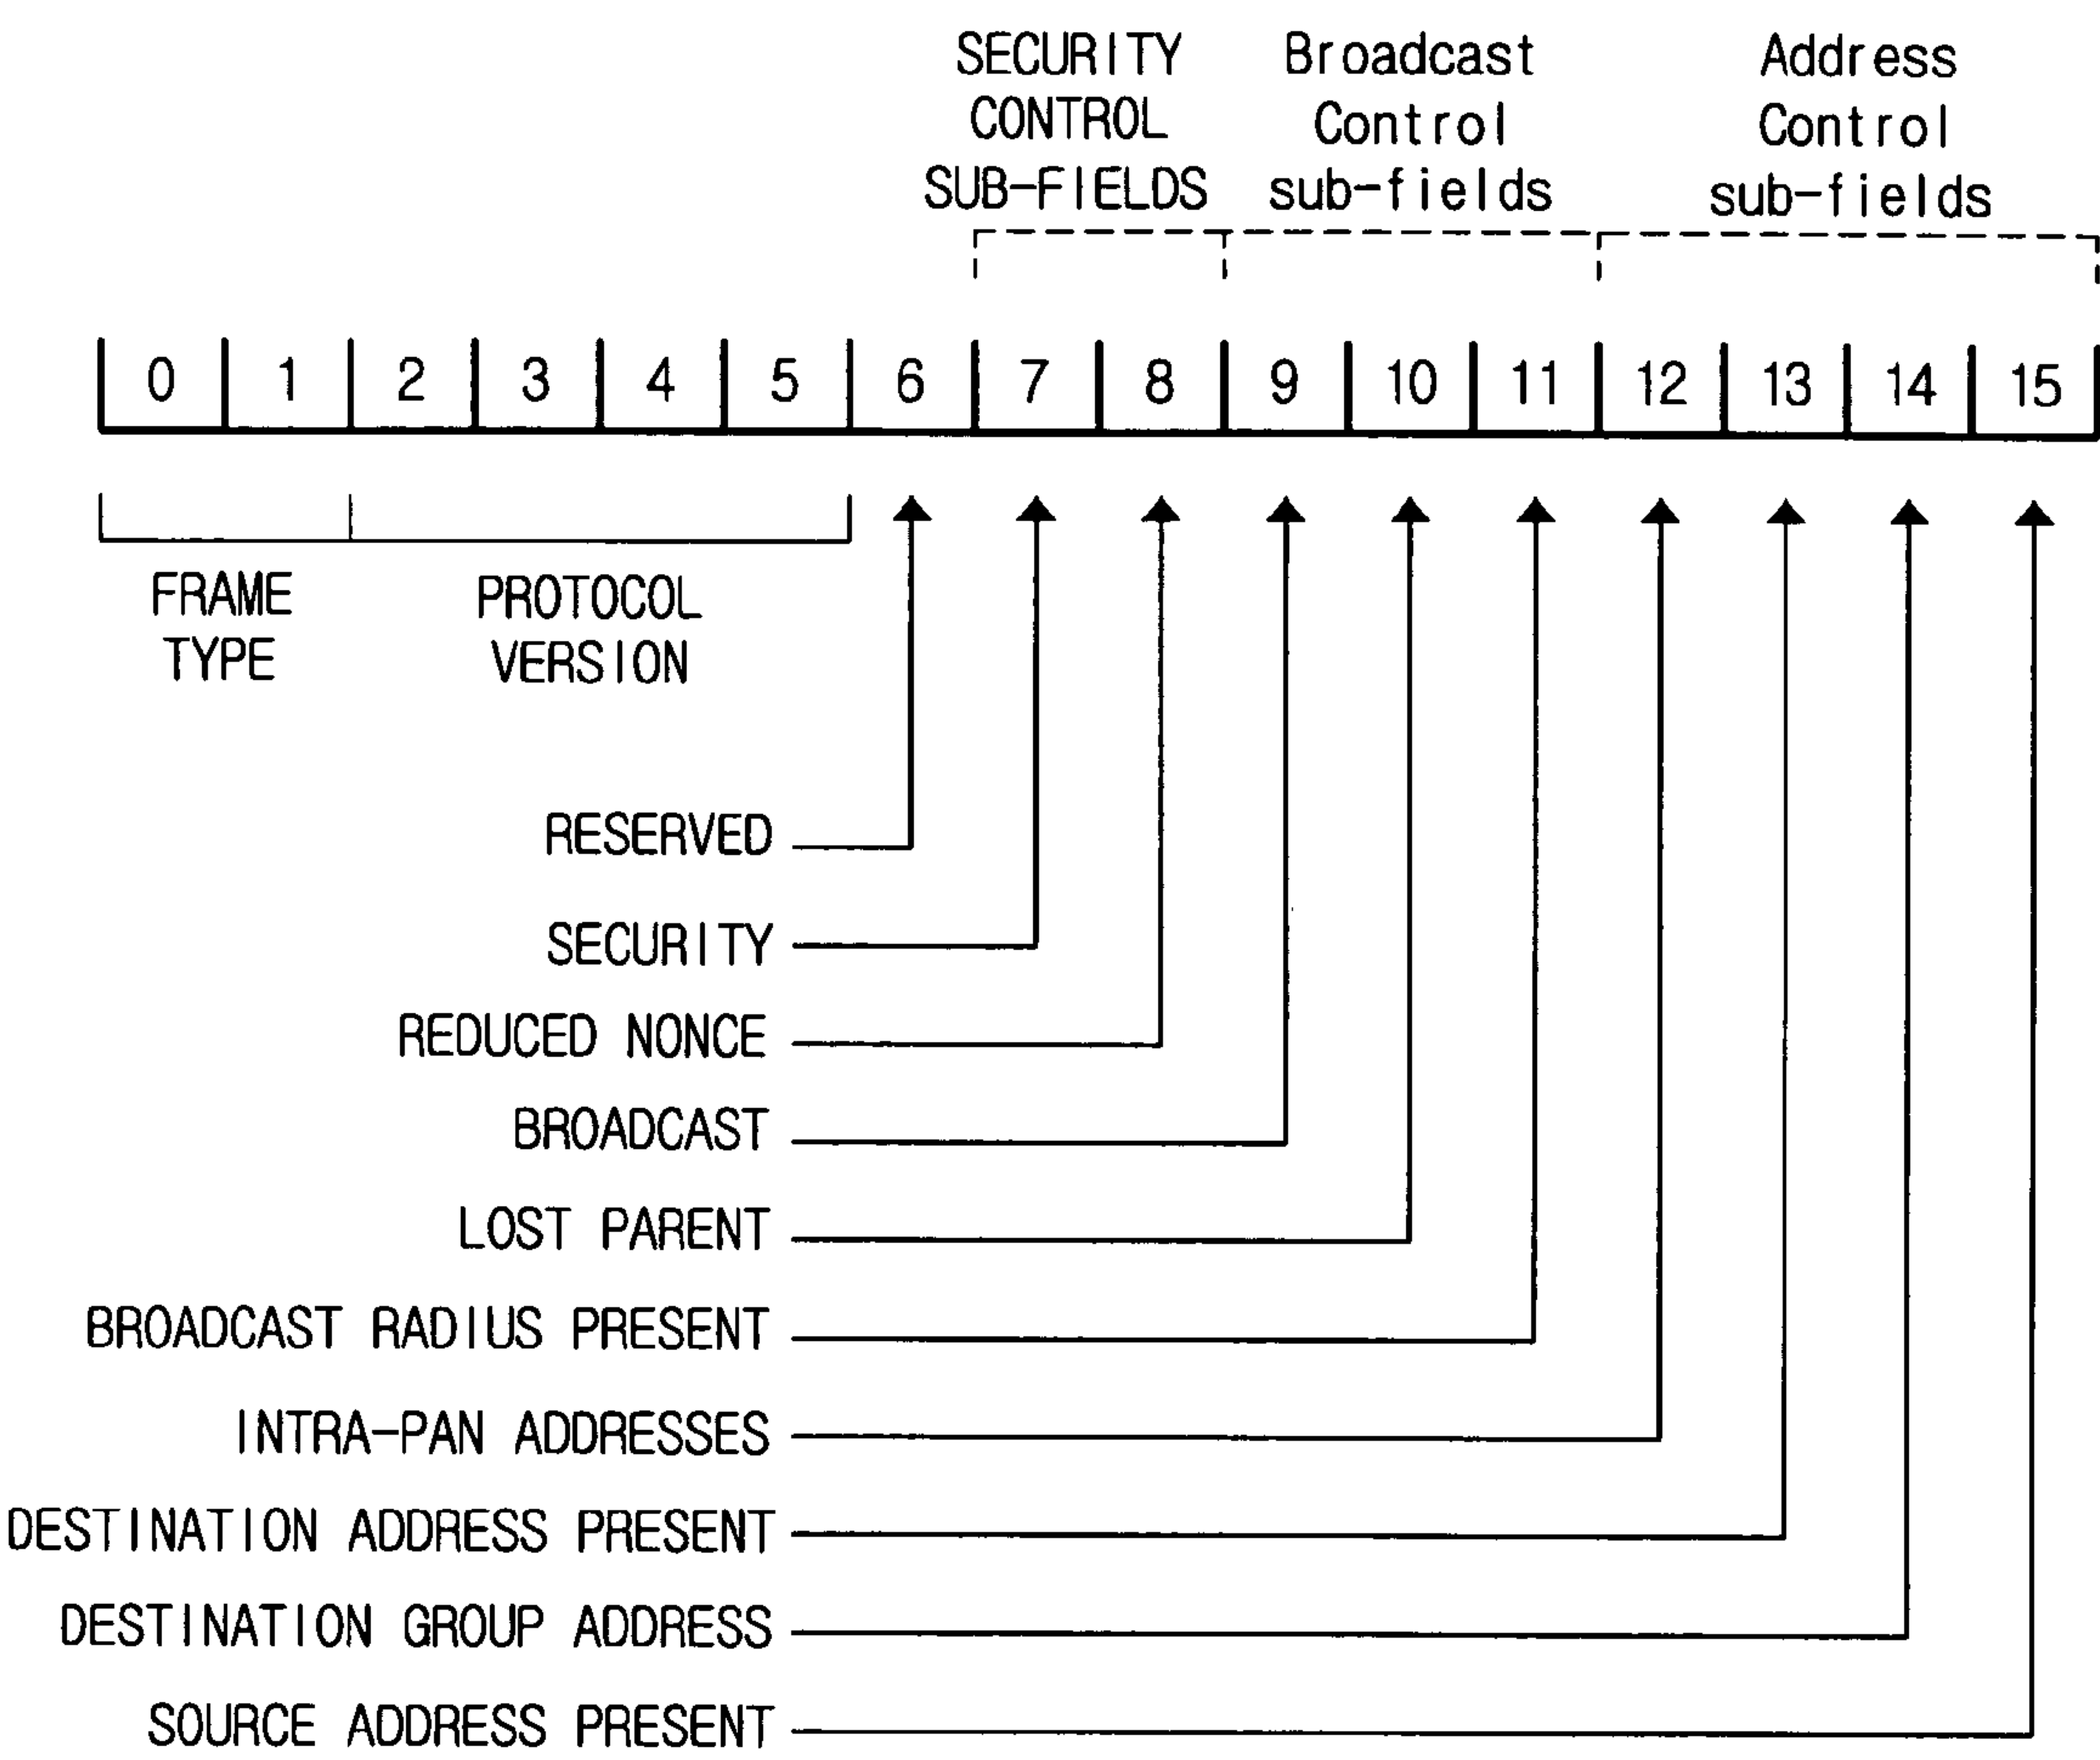 SECURITY
CONTROL
SUB-FIELDS
Broadcast
Control
sub-fields
Address
Control
sub-fields
0 1 2 3 4 5 6 7 8 9 10 11 12 13 14 15
FRAME
TYPE
PROTOCOL
VERSION
RESERVED
SECURITY
REDUCED NONCE
BROADCAST
LOST PARENT
BROADCAST RADIUS PRESENT
INTRA-PAN ADDRESSES
DESTINATION ADDRESS PRESENT
DESTINATION GROUP ADDRESS
SOURCE ADDRESS PRESENT